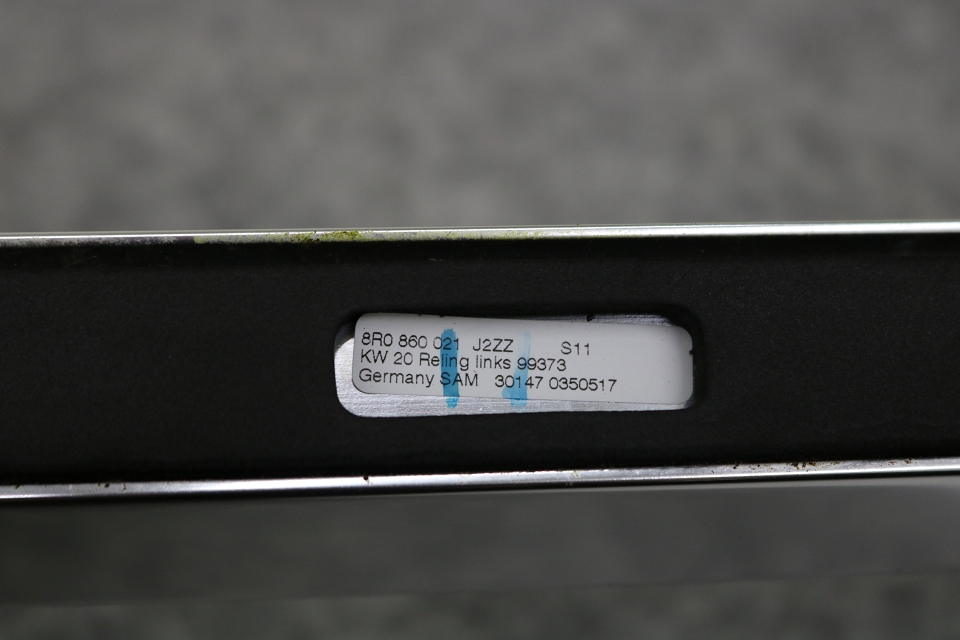 8R0 860 021 J2ZZ S11
KW 20 Reling links 99373
Germany SAM 30147 0350517